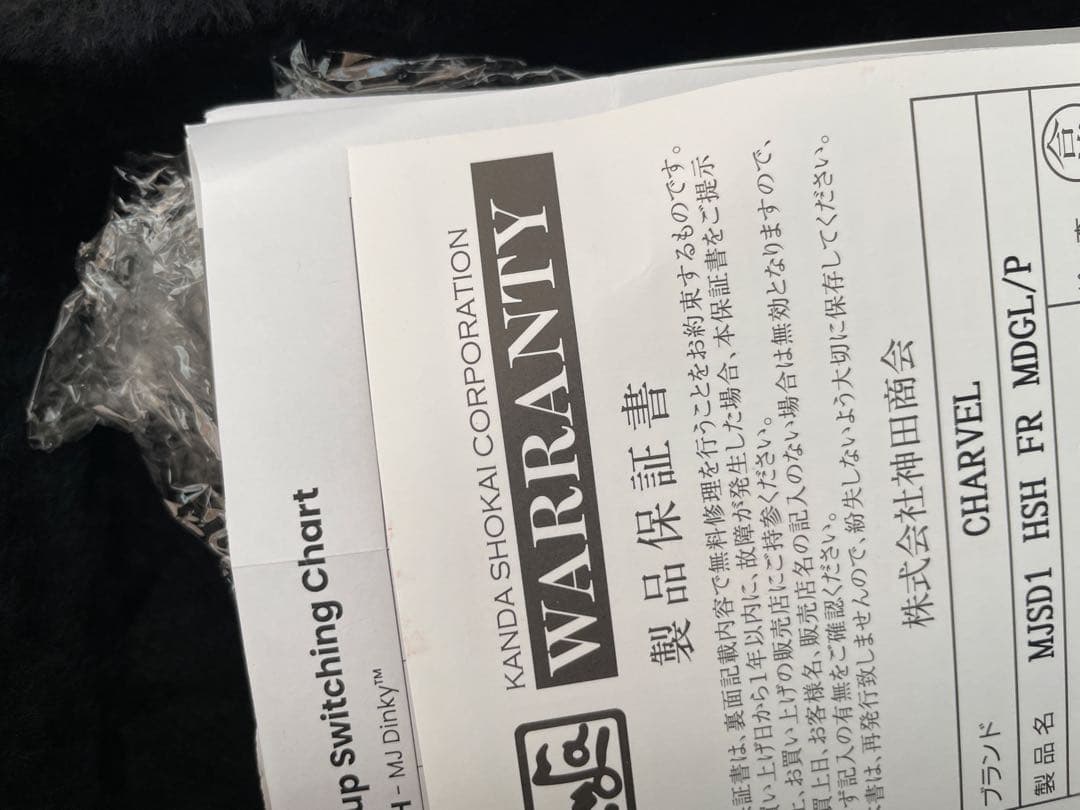 up Switching Chart
H - MJ Dinky™
KANDA SHOKAI CORPORATION
WARRANTY
製品保証書
証書は、裏面記載内容で無料修理を行うことをお約束するものです。
い上げ日から1年以内に、故障が発生した場合、本保証書をご提示
上、お買い上げの販売店にご持参ください。
買上日、お客様名、販売店名の記入のない場合は無効となりますので、
ず記入の有無をご確認ください。
書は、再発行致しませんので、紛失しないよう大切に保存してください。
株式会社神田商会
ブランド CHARVEL
製品名 MJSD1 HSH FR MDGL/P